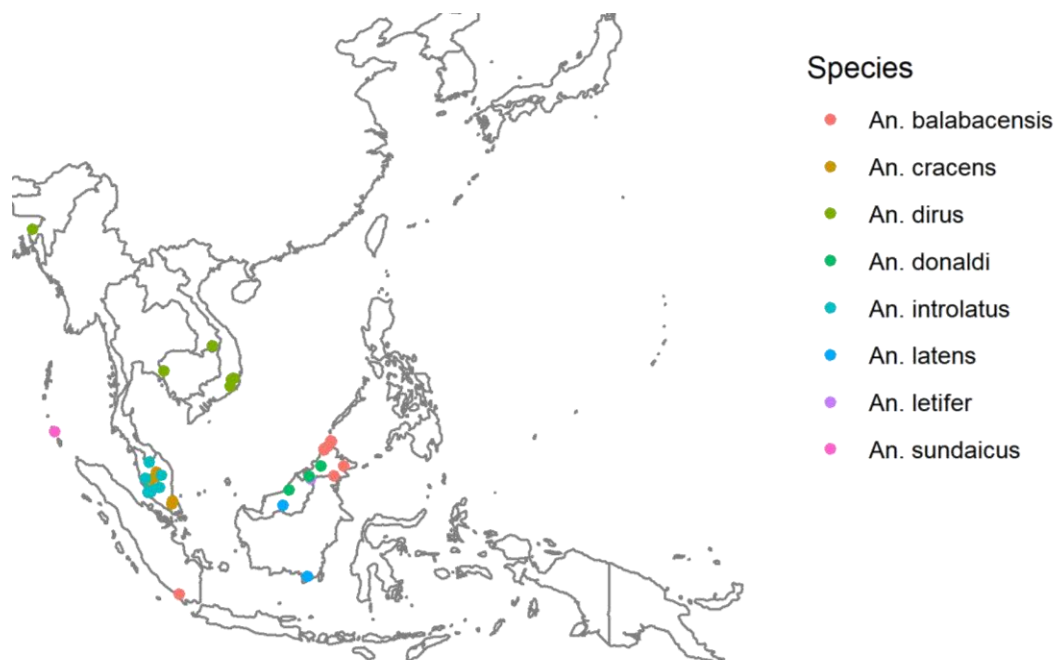 Species
An. balabacensis
An. cracens
An. dirus
An. donaldi
An. introlatus
An. latens
An. letifer
An. sundaicus